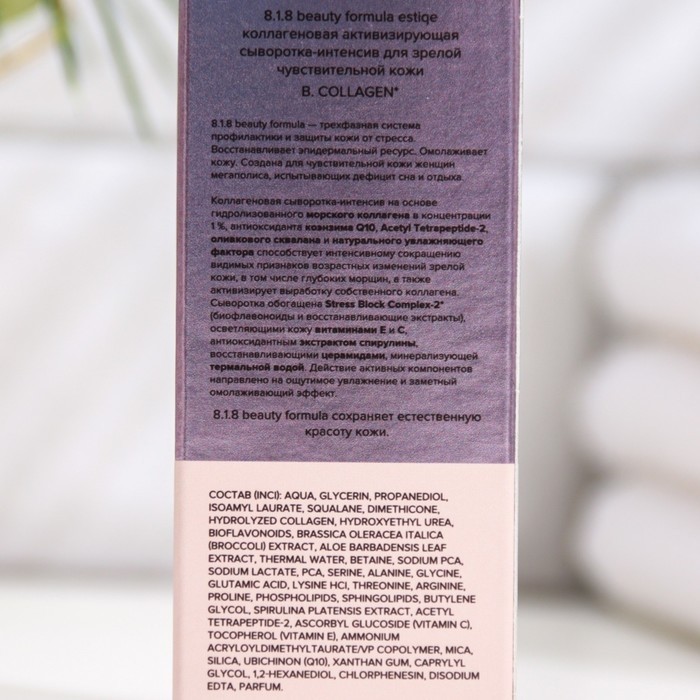 8.1.8 beauty formula estiqe
коллагеновая активизирующая
сыворотка-интенсив для зрелой
чувствительной кожи
B. COLLAGEN*
8.1.8 beauty formula — трехфазная система
профилактики и защиты кожи от стресса.
Восстанавливает эпидермальный ресурс. Омолаживает
кожу. Создана для чувствительной кожи женщин
мегаполиса, испытывающих дефицит сна и отдыха.
Коллагеновая сыворотка-интенсив на основе
гидролизованного морского коллагена в концентрации
1 %, антиоксиданта коэнзима Q10, Acetyl Tetrapeptide-2,
оливкового сквалана и натурального увлажняющего
фактора способствует интенсивному сокращению
видимых признаков возрастных изменений зрелой
кожи, в том числе глубоких морщин, а также
активизирует выработку собственного коллагена.
Сыворотка обогащена Stress Block Complex-2*
(биофлавоноиды и восстанавливающие экстракты),
осветляющими кожу витаминами Е и С,
антиоксидантным экстрактом спирулины,
восстанавливающими церамидами, минерализующей
термальной водой. Действие активных компонентов
направлено на ощутимое увлажнение и заметный
омолаживающий эффект.
8.1.8 beauty formula сохраняет естественную
красоту кожи.
СОСТАВ (INCI): AQUA, GLYCERIN, PROPANEDIOL,
ISOAMYL LAURATE, SQUALANE, DIMETHICONE,
HYDROLYZED COLLAGEN, HYDROXYETHYL UREA,
BIOFLAVONOIDS, BRASSICA OLERACEA ITALICA
(BROCCOLI) EXTRACT, ALOE BARBADENSIS LEAF
EXTRACT, THERMAL WATER, BETAINE, SODIUM PCA,
SODIUM LACTATE, PCA, SERINE, ALANINE, GLYCINE,
GLUTAMIC ACID, LYSINE HCl, THREONINE, ARGININE,
PROLINE, PHOSPHOLIPIDS, SPHINGOLIPIDS, BUTYLENE
GLYCOL, SPIRULINA PLATENSIS EXTRACT, ACETYL
TETRAPEPTIDE-2, ASCORBYL GLUCOSIDE (VITAMIN C),
TOCOPHEROL (VITAMIN E), AMMONIUM
ACRYLOYLDIMETHYLTAURATE/VP COPOLYMER, MICA,
SILICA, UBICHINON (Q10), XANTHAN GUM, CAPRYLYL
GLYCOL, 1,2-HEXANEDIOL, CHLORPHENESIN, DISODIUM
EDTA, PARFUM.